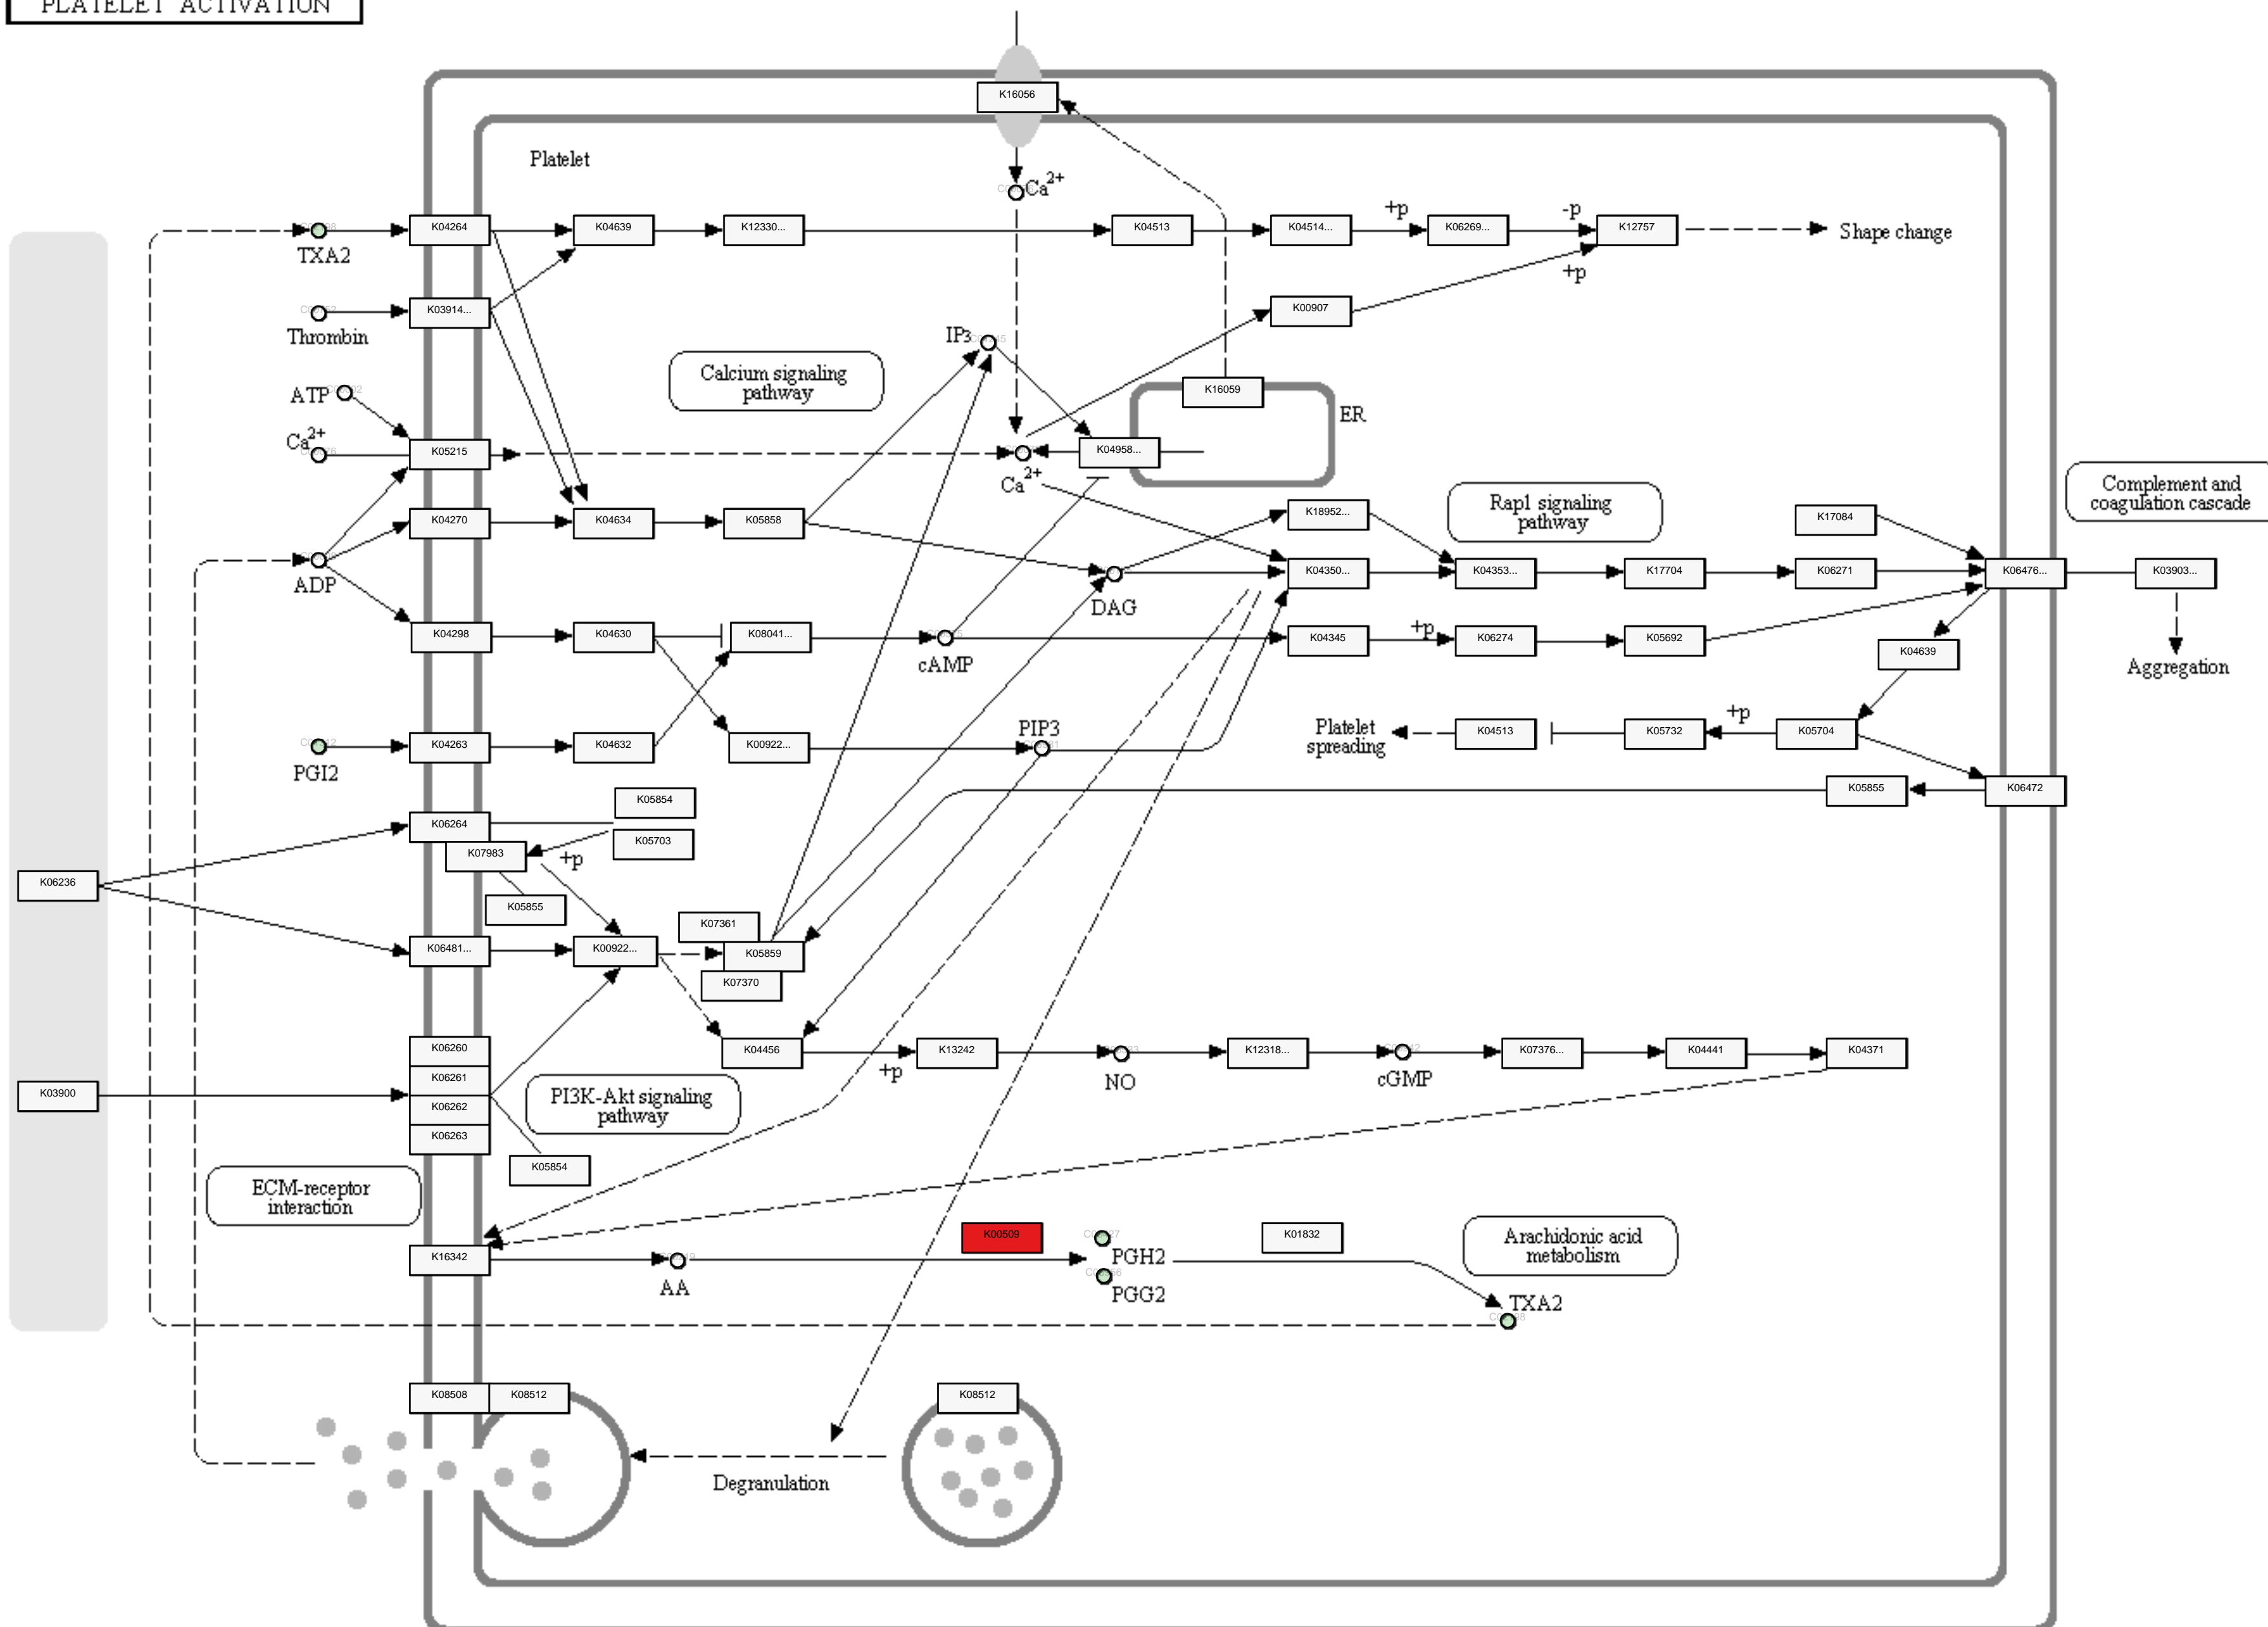 PLATELET ACTIVATION
K16056
Platelet
Ca2+
K04264
K04639
K12330...
K04513
K04514...
+p
K06269...
-p
K12757
Shape change
TXA2
+p
K03914...
K00907
Thrombin
IP3
Calcium signaling
pathway
K16059
ER
ATP
Ca2+
K05215
K04958...
Ca2+
Complement and
coagulation cascade
K04270
K04634
K05858
K18952...
Rap1 signaling
pathway
K17084
ADP
DAG
K04350...
K04353...
K17704
K06271
K06476...
K03903...
K04298
K04630
K08041...
cAMP
K04345
+p
K06274
K05692
K04639
Aggregation
PGI2
K04263
K04632
K00922...
PIP3
Platelet
spreading
K04513
K05732
+p
K05704
K05854
K05855
K06472
K06264
K05703
K07983
+p
K06236
K05855
K07361
K06481...
K00922...
K05859
K07370
K06260
K04456
+p
K13242
NO
K12318...
cGMP
K07376...
K04441
K04371
K06261
K03900
K06262
PI3K-Akt signaling
pathway
K06263
K05854
ECM-receptor
interaction
K00509
K01832
Arachidonic acid
metabolism
K16342
AA
PGH2
PGG2
TXA2
K08508
K08512
K08512
Degranulation